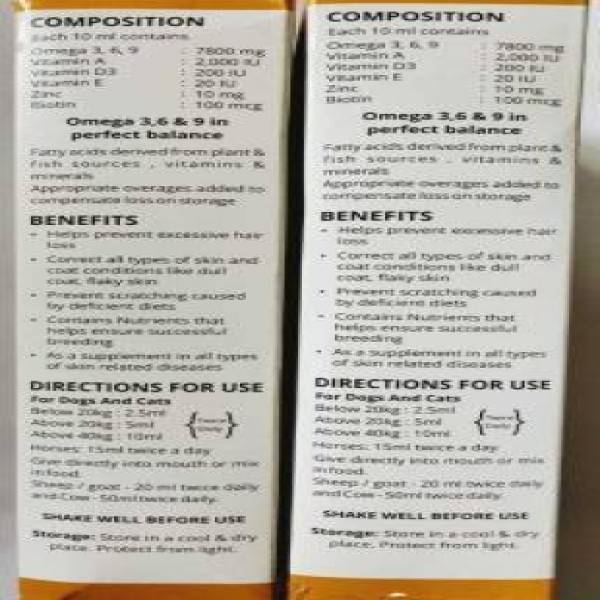 COMPOSITION
Each 10 ml contains
Omega 3, 6, 9 : 7800 mg
Vitamin A : 2,000 IU
Vitamin D3 : 200 IU
Vitamin E : 20 IU
Zinc : 10 mg
Biotin : 100 mcg
Omega 3,6 & 9 in
perfect balance
Fatty acids derived from plant &
fish sources , vitamins &
minerals
Appropriate overages added to
compensate loss on storage
BENEFITS
• Helps prevent excessive hair
loss
• Correct all types of skin and
coat conditions like dull
coat, flaky skin
• Prevent scratching caused
by deficient diets
• Contains Nutrients that
helps ensure successful
breeding
• As a supplement in all types
of skin related diseases
DIRECTIONS FOR USE
For Dogs And Cats
Below 20kg : 2.5ml
Above 20kg : 5ml {Twice Daily}
Above 40kg : 10ml
Horses: 15ml twice a day
Give directly into mouth or mix
in food.
Sheep / goat - 20 ml twice daily
and Cow - 50ml twice daily.
SHAKE WELL BEFORE USE
Storage: Store in a cool & dry
place. Protect from light.
COMPOSITION
Each 10 ml contains
Omega 3, 6, 9 : 7800 mg
Vitamin A : 2,000 IU
Vitamin D3 : 200 IU
Vitamin E : 20 IU
Zinc : 10 mg
Biotin : 100 mcg
Omega 3,6 & 9 in
perfect balance
Fatty acids derived from plant &
fish sources , vitamins &
minerals
Appropriate overages added to
compensate loss on storage
BENEFITS
• Helps prevent excessive hair
loss
• Correct all types of skin and
coat conditions like dull
coat, flaky skin
• Prevent scratching caused
by deficient diets
• Contains Nutrients that
helps ensure successful
breeding
• As a supplement in all types
of skin related diseases
DIRECTIONS FOR USE
For Dogs And Cats
Below 20kg : 2.5ml
Above 20kg : 5ml {Twice Daily}
Above 40kg : 10ml
Horses: 15ml twice a day
Give directly into mouth or mix
in food.
Sheep / goat - 20 ml twice daily
and Cow - 50ml twice daily.
SHAKE WELL BEFORE USE
Storage: Store in a cool & dry
place. Protect from light.